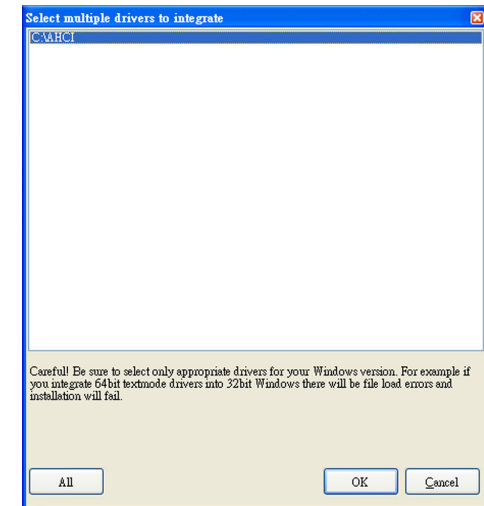 Select multiple drivers to integrate
C:\AHCI
Careful! Be sure to select only appropriate drivers for your Windows version. For example if
you integrate 64bit textmode drivers into 32bit Windows there will be file load errors and
installation will fail.
All
OK
Cancel